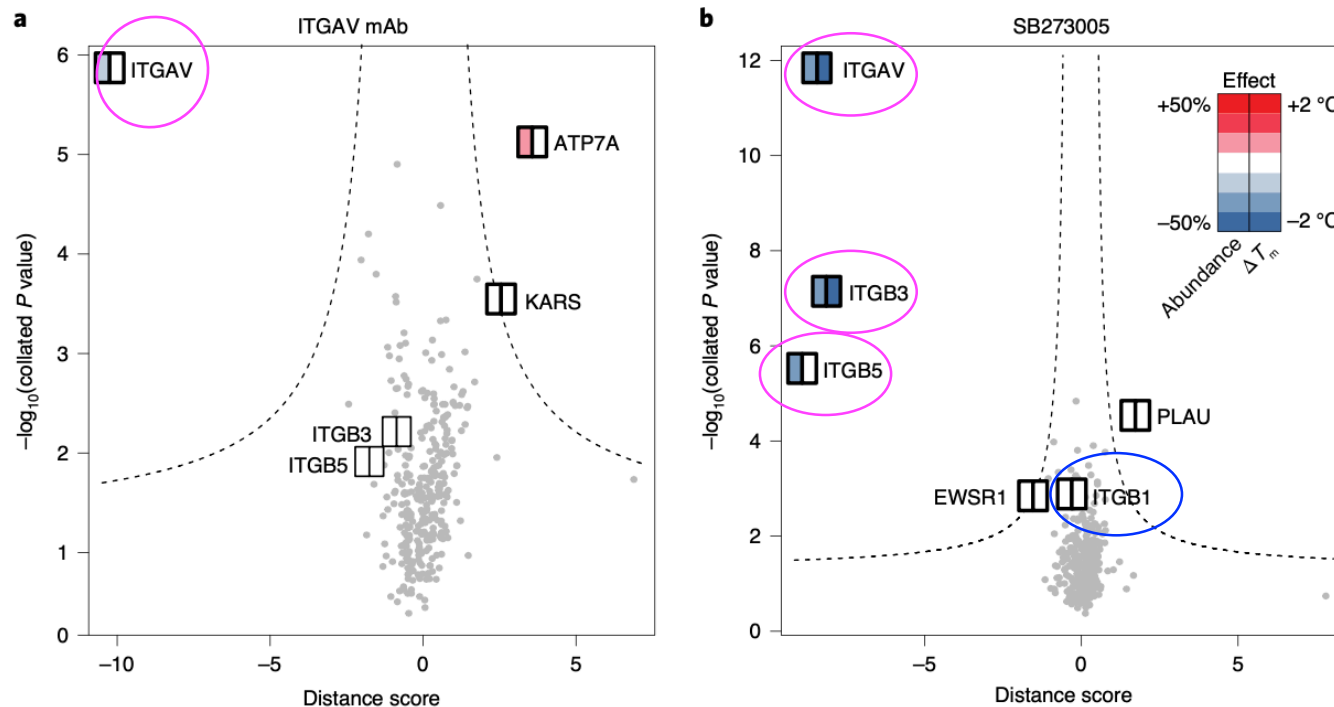 a
ITGAV mAb
6
5
4
3
2
1
0
–log10(collated P value)
ITGAV
ATP7A
KARS
ITGB3
ITGB5
–10
–5
0
5
Distance score
b
SB273005
12
10
8
6
4
2
0
–log10(collated P value)
ITGAV
ITGB3
ITGB5
PLAU
EWSR1
ITGB1
Effect
+50%
+2 °C
–50%
–2 °C
Abundance
ΔTm
–5
0
5
Distance score